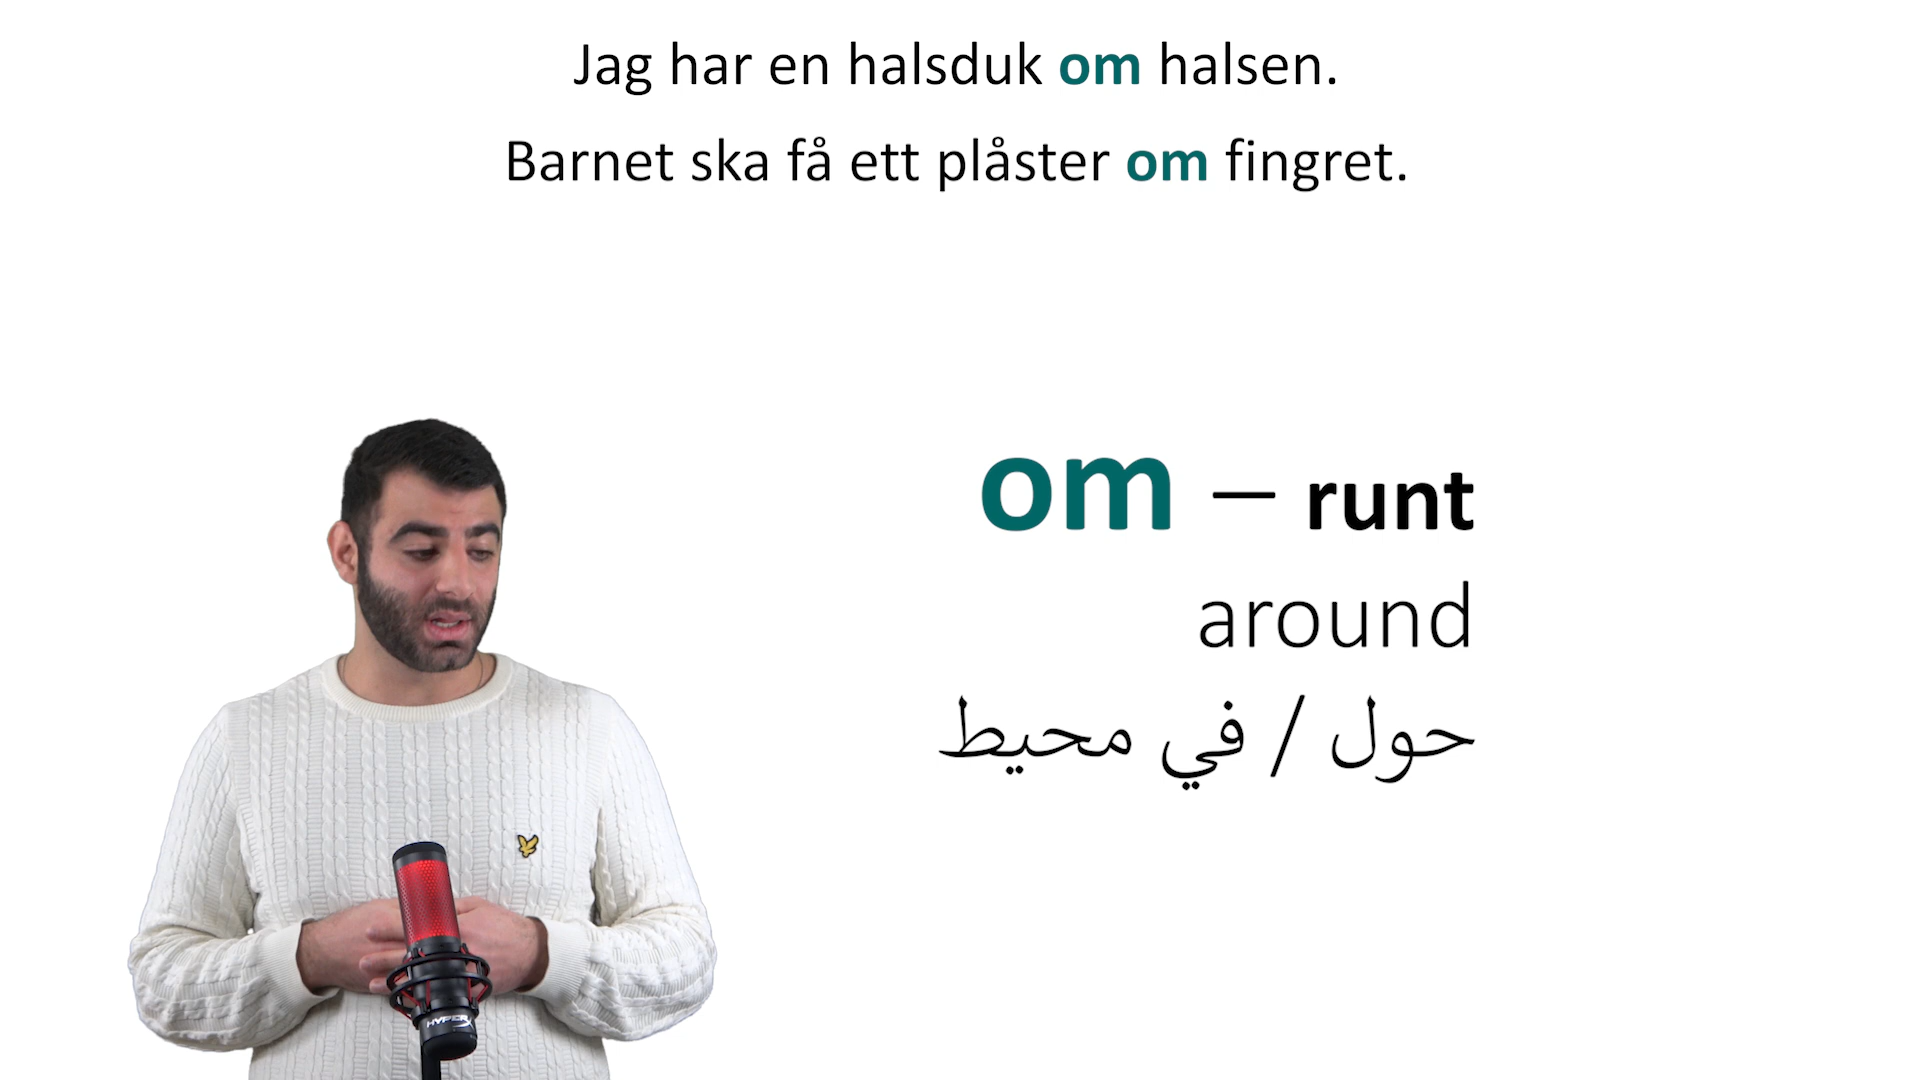 Jag har en halsduk om halsen.
Barnet ska få ett plåster om fingret.
om – runt
around
حول / في محيط
HYPERX